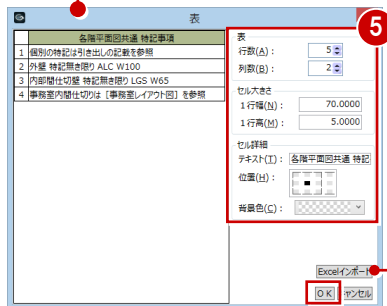 表
5
各階平面図共通 特記事項
1 個別の特記は引き出しの記載を参照
2 外壁 特記無き限り ALC W100
3 内部間仕切壁 特記無き限り LGS W65
4 事務室内間仕切りは［事務室レイアウト図］を参照
表
行数(A)： 5
列数(B)： 2
セル大きさ
1行幅(N)： 70.0000
1行高(M)： 5.0000
セル詳細
テキスト(T)： 各階平面図共通 特記
位置(H)：
背景色(C)：
Excelインポート
OK
キャンセル